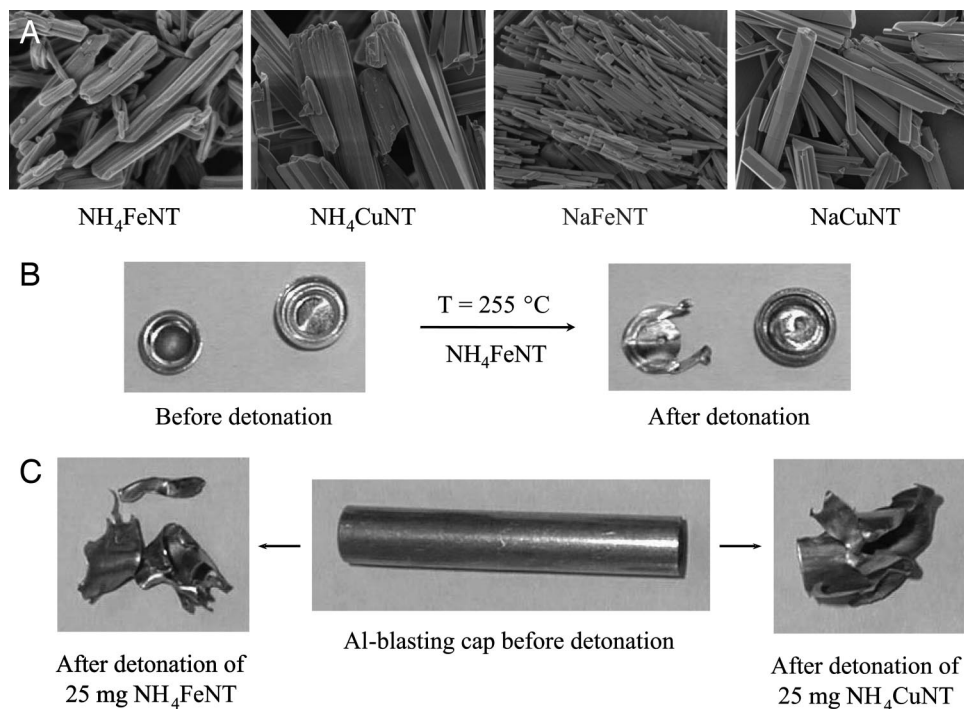 A
NH₄FeNT
NH₄CuNT
NaFeNT
NaCuNT
B
T = 255 °C
NH₄FeNT
Before detonation
After detonation
C
Al-blasting cap before detonation
After detonation of
25 mg NH₄FeNT
After detonation of
25 mg NH₄CuNT